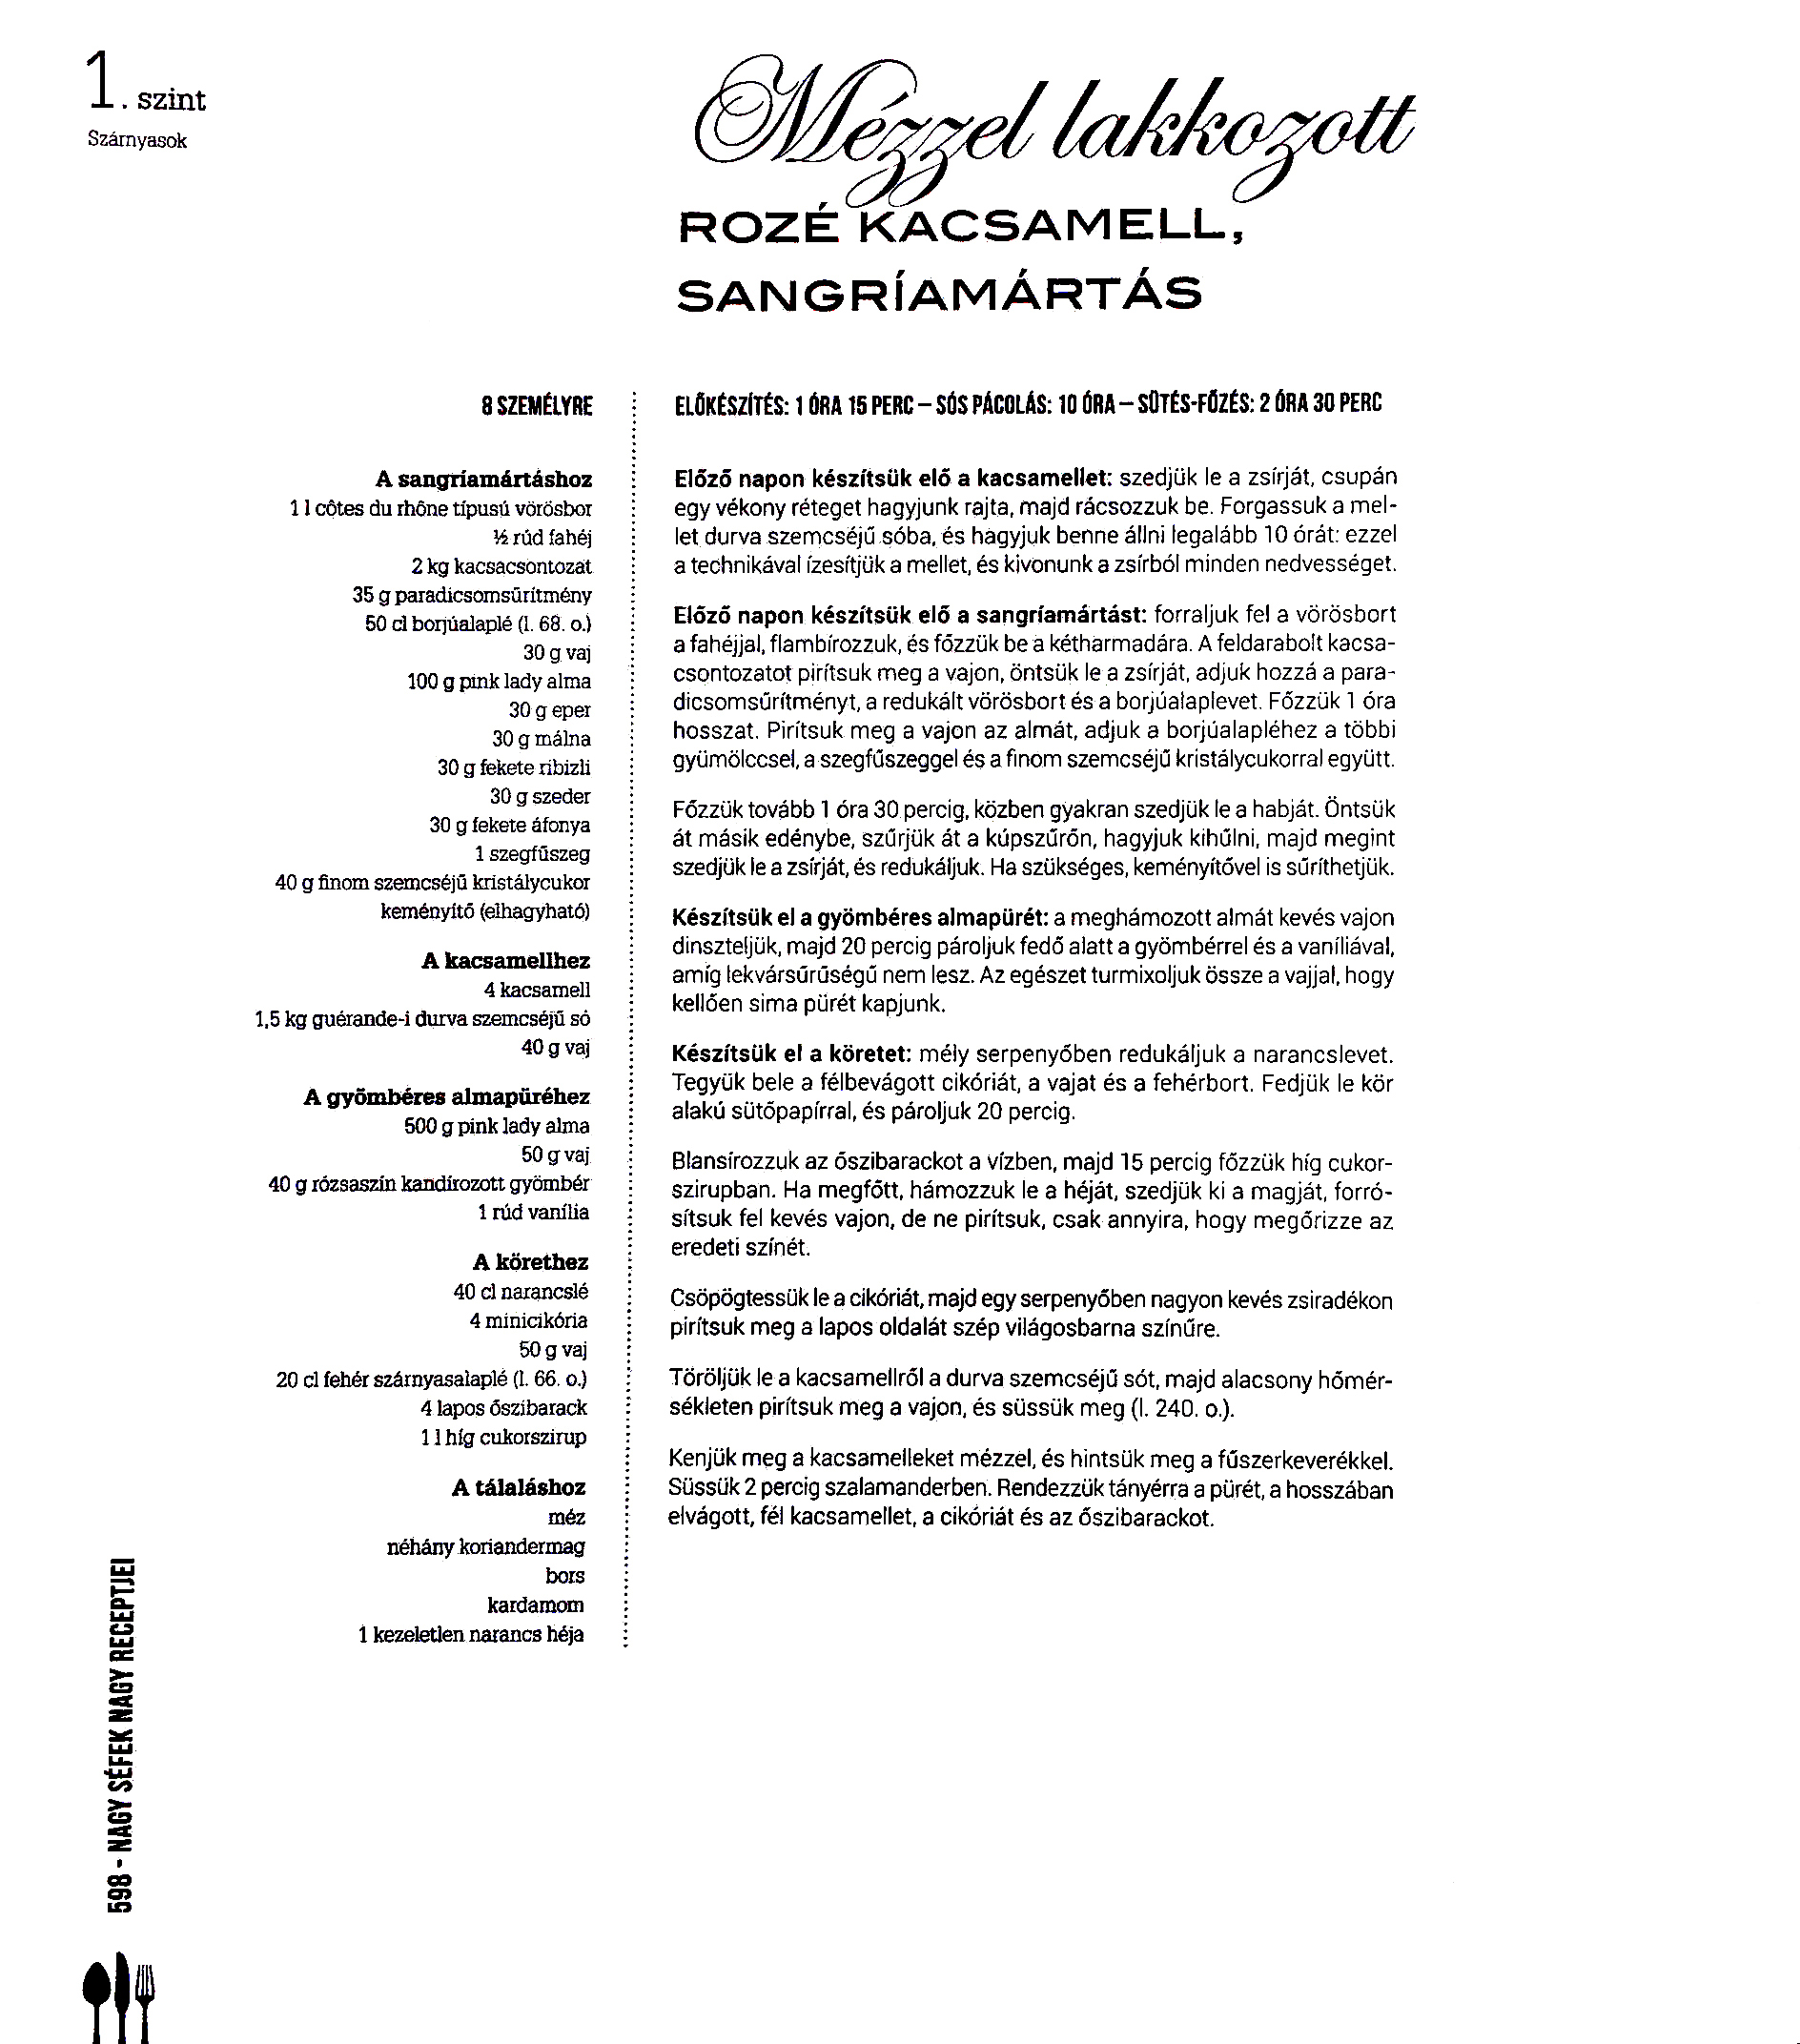 1. szint
Szárnyasok
Mézzel lakkozott
ROZÉ KACSAMELL,
SANGRÍAMÁRTÁS
8 SZEMÉLYRE
A sangríamártáshoz
1 l côtes du rhône típusú vörösbor
½ rúd fahéj
2 kg kacsacsontozat
35 g paradicsomsűrítmény
50 cl borjúalaplé (l. 68. o.)
30 g vaj
100 g pink lady alma
30 g eper
30 g málna
30 g fekete ribizli
30 g szeder
30 g fekete áfonya
1 szegfűszeg
40 g finom szemcséjű kristálycukor
keményítő (elhagyható)
A kacsamellhez
4 kacsamell
1,5 kg guérande-i durva szemcséjű só
40 g vaj
A gyömbéres almapüréhez
500 g pink lady alma
50 g vaj
40 g rózsaszín kandírozott gyömbér
1 rúd vanília
A körethez
40 cl narancslé
4 minicikória
50 g vaj
20 cl fehér szárnyasalaplé (l. 66. o.)
4 lapos őszibarack
1 l híg cukorszirup
A tálaláshoz
méz
néhány koriandermag
bors
kardamom
1 kezeletlen narancs héja
ELŐKÉSZÍTÉS: 1 ÓRA 15 PERC – SÓS PÁCOLÁS: 10 ÓRA – SÜTÉS-FŐZÉS: 2 ÓRA 30 PERC
Előző napon készítsük elő a kacsamellet: szedjük le a zsírját, csupán
egy vékony réteget hagyjunk rajta, majd rácsozzuk be. Forgassuk a mel-
let durva szemcséjű sóba, és hagyjuk benne állni legalább 10 órát: ezzel
a technikával ízesítjük a mellet, és kivonunk a zsírból minden nedvességet.
Előző napon készítsük elő a sangríamártást: forraljuk fel a vörösbort
a fahéjjal, flambírozzuk, és főzzük be a kétharmadára. A feldarabolt kacsa-
csontozatot pirítsuk meg a vajon, öntsük le a zsírját, adjuk hozzá a para-
dicsomsűrítményt, a redukált vörösbort és a borjúalaplevet. Főzzük 1 óra
hosszat. Pirítsuk meg a vajon az almát, adjuk a borjúalapléhez a többi
gyümölccsel, a szegfűszeggel és a finom szemcséjű kristálycukorral együtt.
Főzzük tovább 1 óra 30 percig, közben gyakran szedjük le a habját. Öntsük
át másik edénybe, szűrjük át a kúpszűrőn, hagyjuk kihűlni, majd megint
szedjük le a zsírját, és redukáljuk. Ha szükséges, keményítővel is sűríthetjük.
Készítsük el a gyömbéres almapürét: a meghámozott almát kevés vajon
dinszteljük, majd 20 percig pároljuk fedő alatt a gyömbérrel és a vaníliával,
amíg lekvársűrűségű nem lesz. Az egészet turmixoljuk össze a vajjal, hogy
kellően sima pürét kapjunk.
Készítsük el a köretet: mély serpenyőben redukáljuk a narancslevet.
Tegyük bele a félbevágott cikóriát, a vajat és a fehérbort. Fedjük le kör
alakú sütőpapírral, és pároljuk 20 percig.
Blansírozzuk az őszibarackot a vízben, majd 15 percig főzzük híg cukor-
szirupban. Ha megfőtt, hámozzuk le a héját, szedjük ki a magját, forró-
sítsuk fel kevés vajon, de ne pirítsuk, csak annyira, hogy megőrizze az
eredeti színét.
Csöpögtessük le a cikóriát, majd egy serpenyőben nagyon kevés zsiradékon
pirítsuk meg a lapos oldalát szép világosbarna színűre.
Töröljük le a kacsamellről a durva szemcséjű sót, majd alacsony hőmér-
sékleten pirítsuk meg a vajon, és süssük meg (l. 240. o.).
Kenjük meg a kacsamelleket mézzel, és hintsük meg a fűszerkeverékkel.
Süssük 2 percig szalamanderben. Rendezzük tányérra a pürét, a hosszában
elvágott, fél kacsamellet, a cikóriát és az őszibarackot.
598 - NAGY SÉFEK NAGY RECEPTJEI